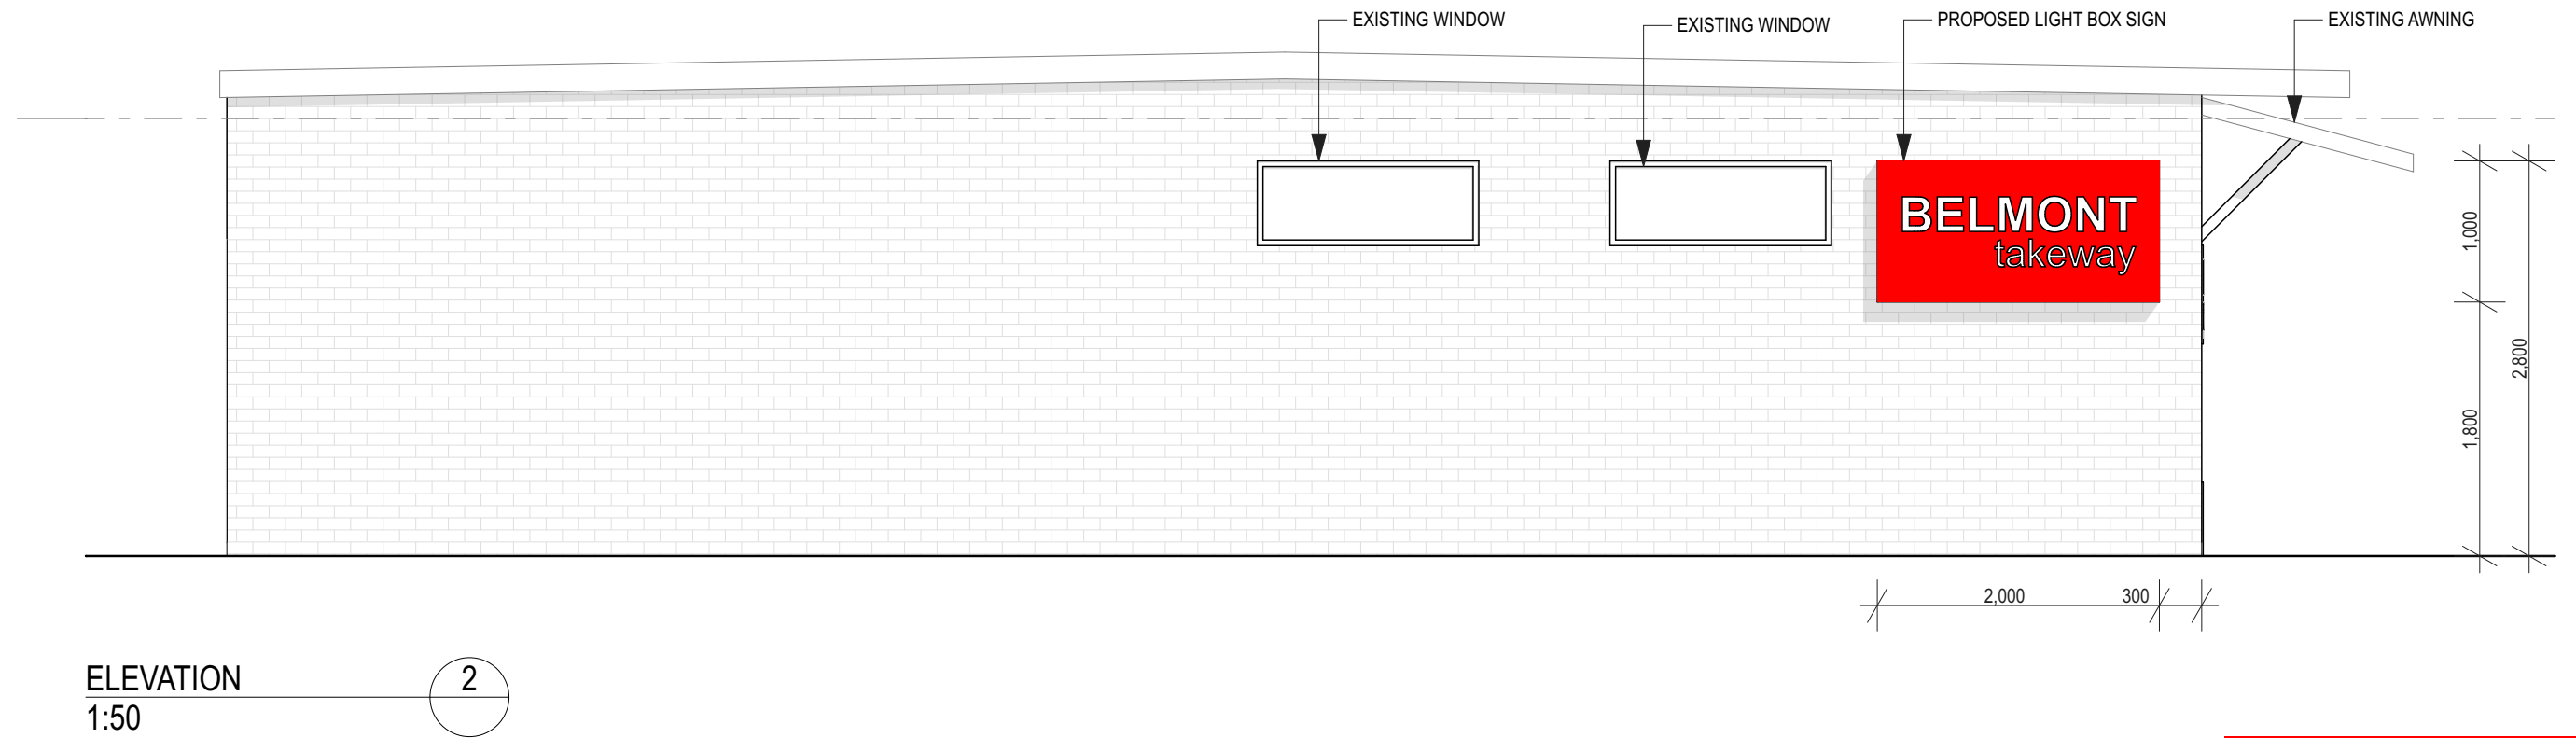 EXISTING WINDOW
EXISTING WINDOW
PROPOSED LIGHT BOX SIGN
EXISTING AWNING
BELMONT
takeway
1,000
2,800
1,800
2,000
300
ELEVATION
2
1:50